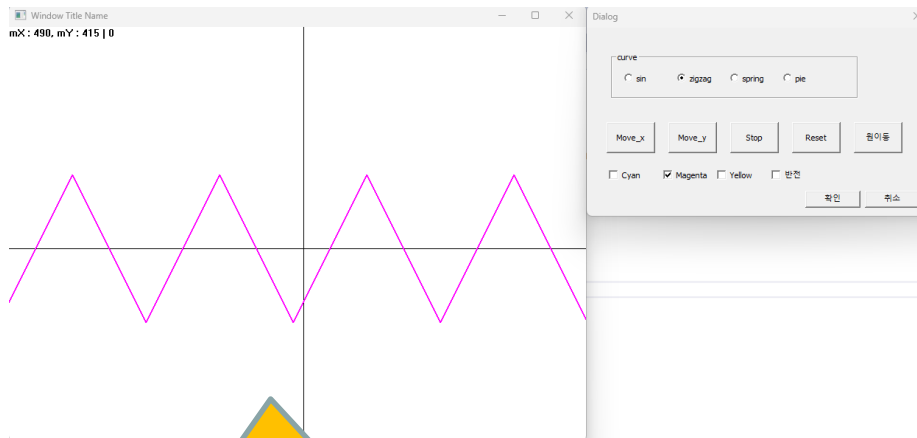 Window Title Name
mX : 490, mY : 415 | 0
Dialog
curve
sin zigzag spring pie
Move_x Move_y Stop Reset 원이동
Cyan Magenta Yellow 반전
확인 취소